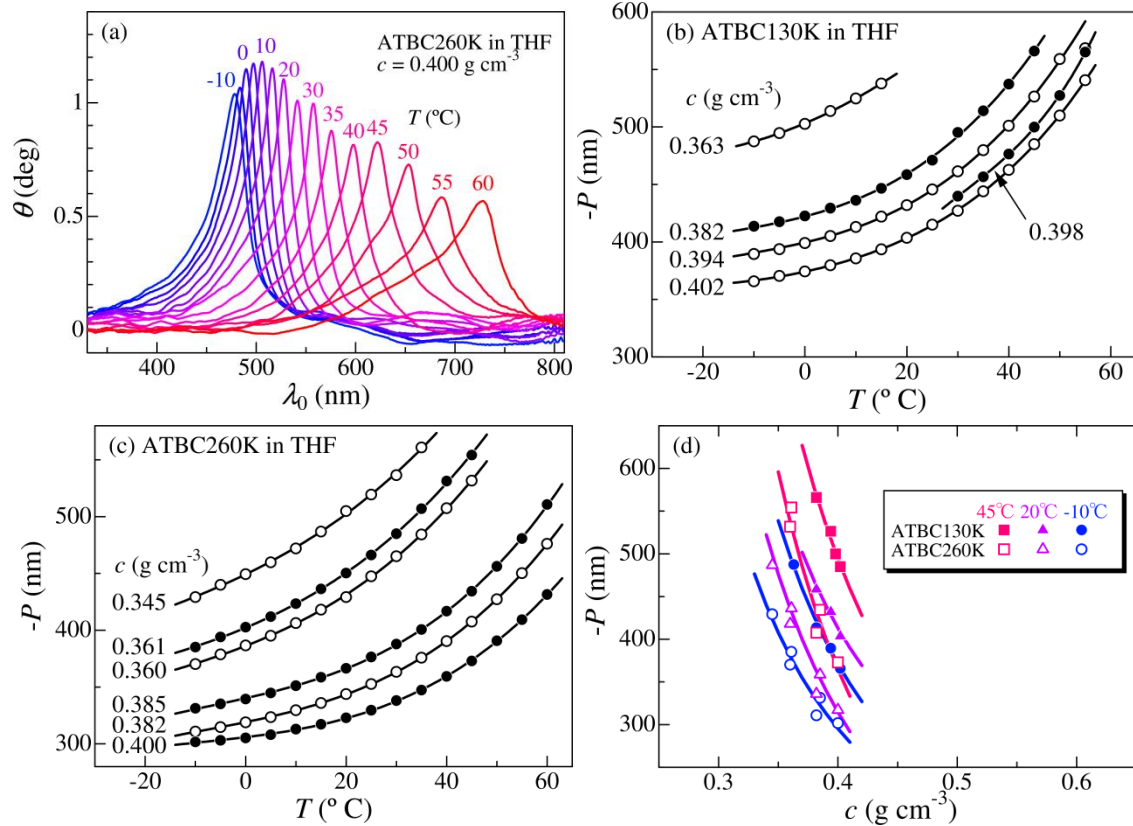 (a)
ATBC260K in THF
c = 0.400 g cm-3
0 10
-10
20
30
35
T (ºC)
40
45
50
55
60
1
0.5
0
θ (deg)
400 500 600 700 800
λ0 (nm)
(b) ATBC130K in THF
600
500
400
300
-P (nm)
c (g cm-3)
0.363
0.382
0.394
0.402
0.398
-20 0 20 40 60
T (º C)
(c) ATBC260K in THF
500
400
300
-P (nm)
c (g cm-3)
0.345
0.361
0.360
0.385
0.382
0.400
-20 0 20 40 60
T (º C)
(d)
600
500
400
300
-P (nm)
45℃ 20℃ -10℃
ATBC130K
ATBC260K
0.3 0.4 0.5 0.6
c (g cm-3)